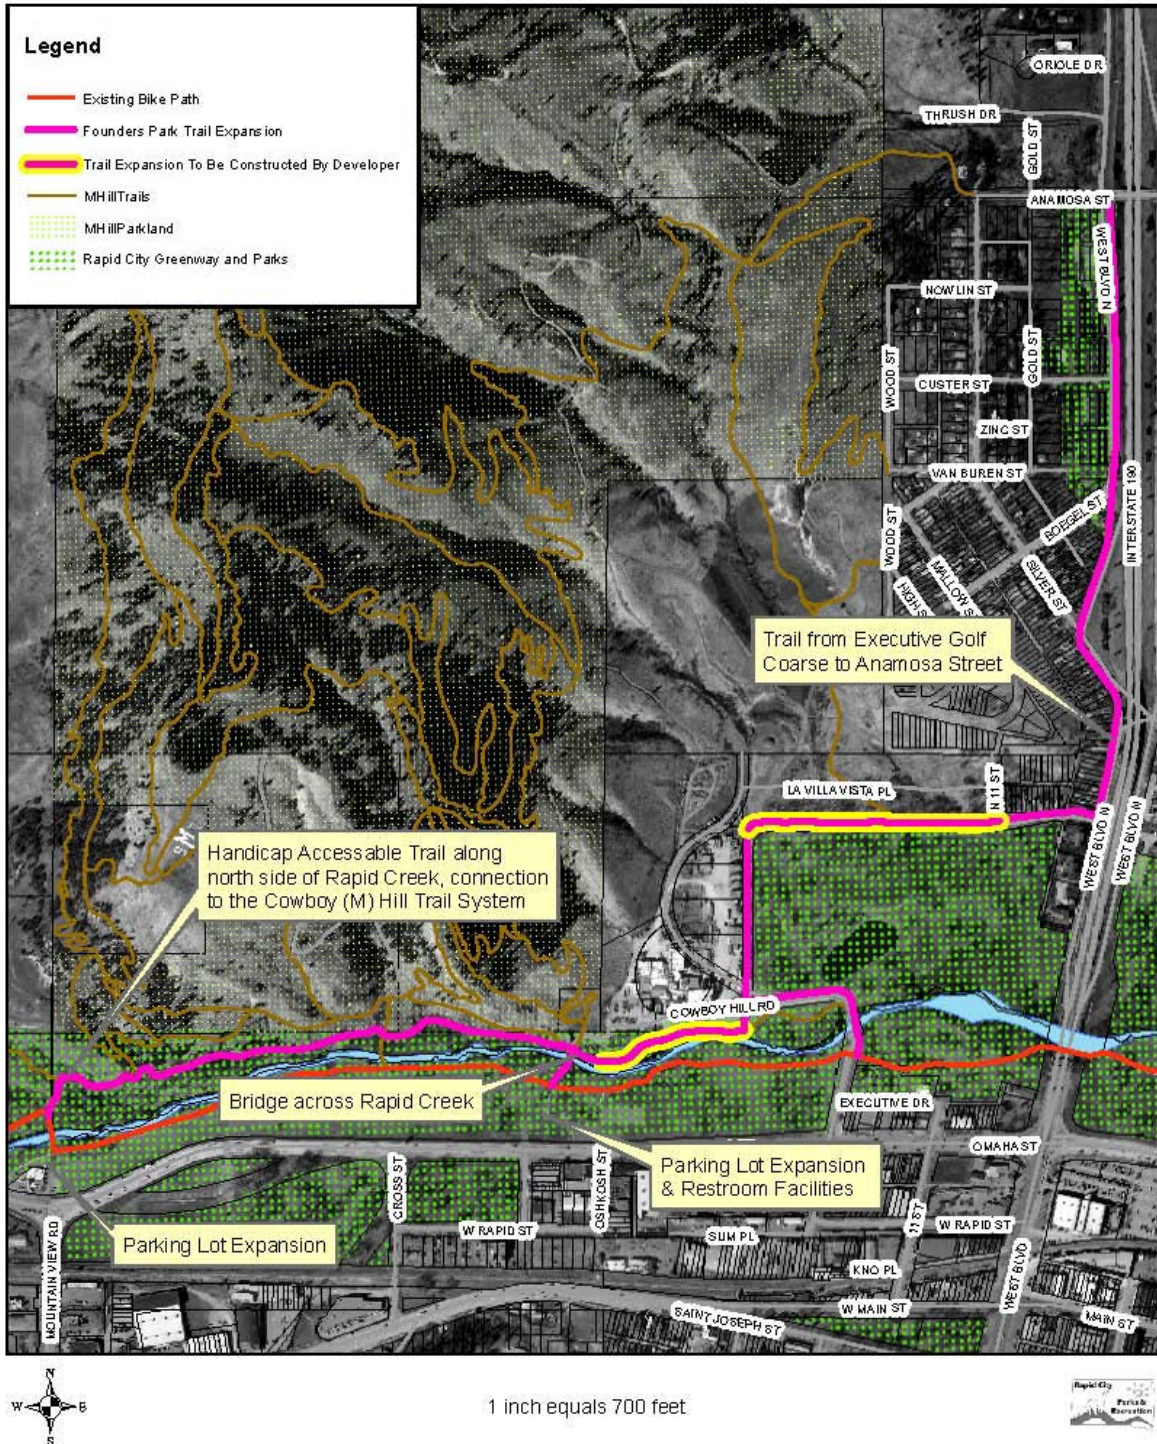 Legend
Existing Bike Path
Founders Park Trail Expansion
Trail Expansion To Be Constructed By Developer
MHillTrails
MHillParkland
Rapid City Greenway and Parks
ORIOLE DR
THRUSH DR
GOLD ST
ANAMOSA ST
WEST BLVD N
NOWLIN ST
GOLD ST
WOOD ST
CUSTER ST
ZINC ST
VAN BUREN ST
INTERSTATE 190
BOEGEL ST
WOOD ST
SILVER ST
MALLOW S
HIGH S
Trail from Executive Golf
Coarse to Anamosa Street
LA VILLA VISTA PL
N 11 ST
WEST BLVD N
WEST BLVD N
M
Handicap Accessable Trail along
north side of Rapid Creek, connection
to the Cowboy (M) Hill Trail System
COWBOY HILL RD
Bridge across Rapid Creek
EXECUTIVE DR
OMAHA ST
Parking Lot Expansion
& Restroom Facilities
CROSS ST
OSHKOSH ST
W RAPID ST
SUM PL
11 ST
W RAPID ST
Parking Lot Expansion
MOUNTAIN VIEW RD
KNO PL
WEST BLVD
W MAIN ST
MAIN ST
SAINT JOSEPH ST
N
W E
S
1 inch equals 700 feet
Rapid City
Parks &
Recreation